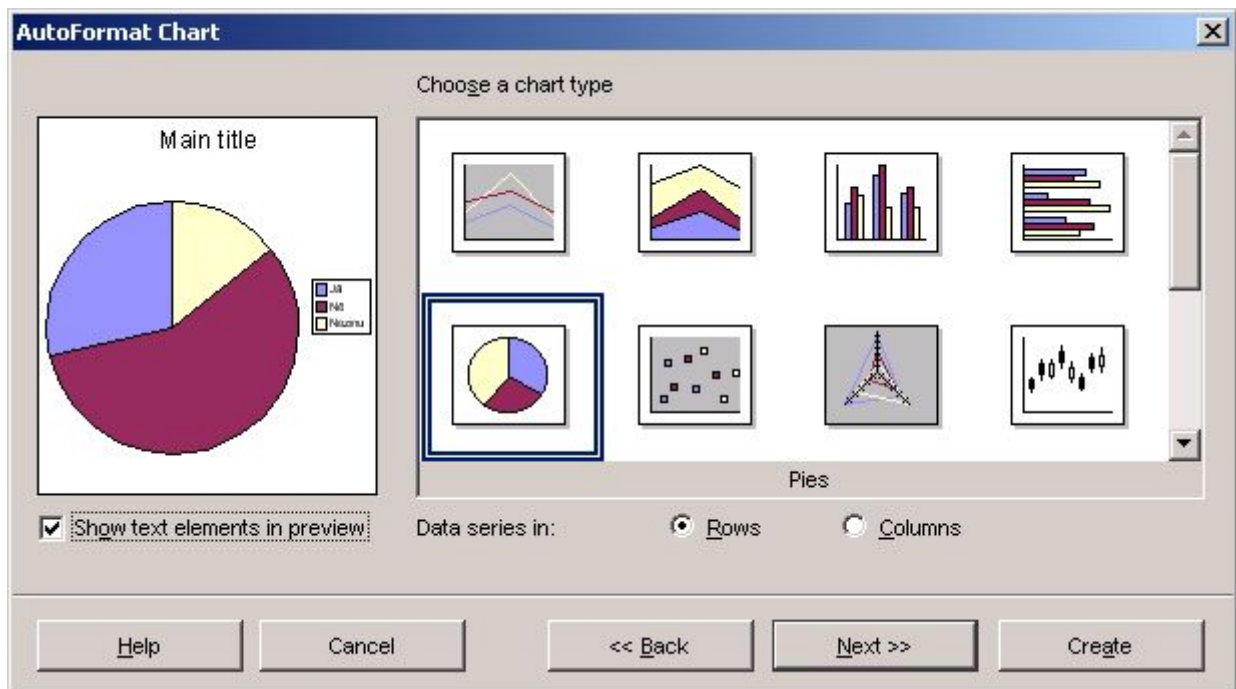 AutoFormat Chart
Choose a chart type
Main title
Pies
Show text elements in preview
Data series in:
Rows
Columns
Help
Cancel
<< Back
Next >>
Create